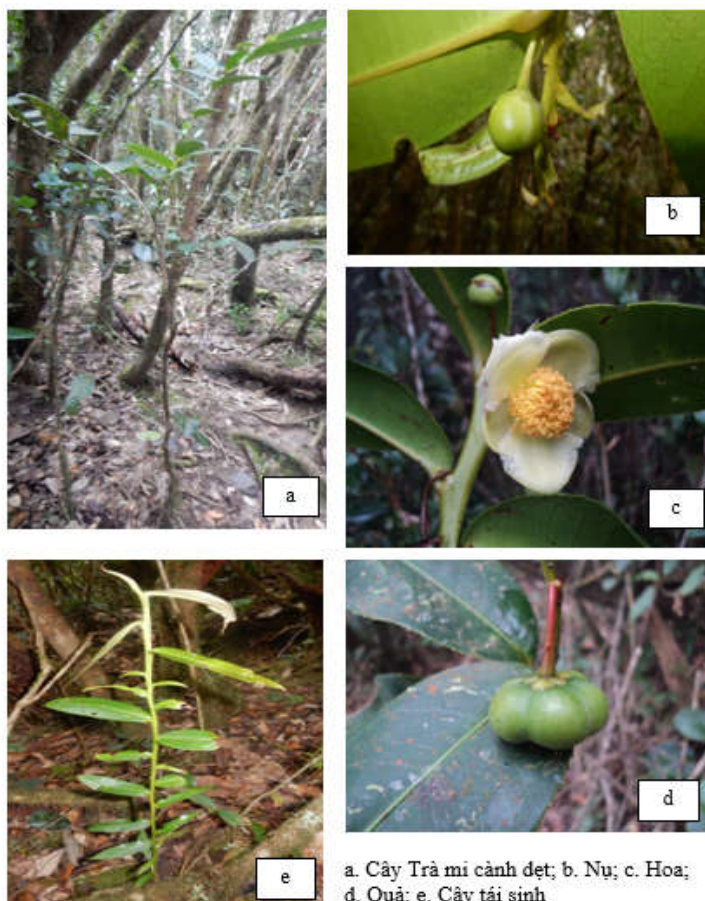 a
b
c
e
d
a. Cây Trà mi cành dẹt; b. Nụ; c. Hoa;
d. Quả; e. Cây tái sinh